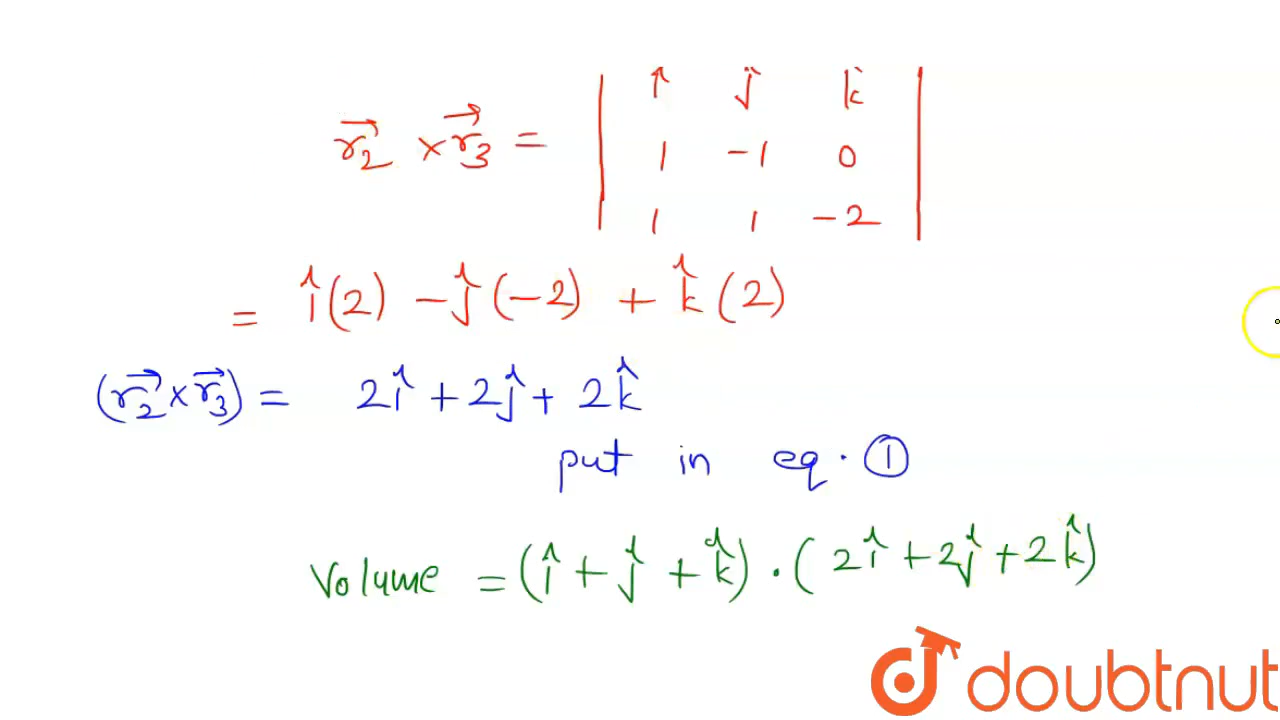 î ĵ k̂
r₂⃗ × r₃⃗ = | 1 -1 0 |
1 1 -2
= î(2) - ĵ(-2) + k̂(2)
(r₂⃗ × r₃⃗) = 2î + 2ĵ + 2k̂
put in eq. ①
Volume = (î + ĵ + k̂) · (2î + 2ĵ + 2k̂)
doubtnut